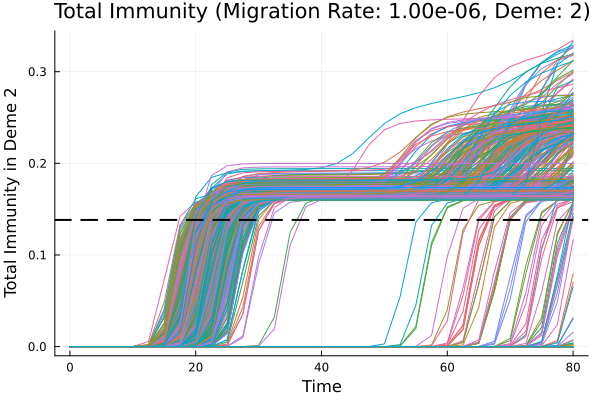 Total Immunity (Migration Rate: 1.00e-06, Deme: 2)
Total Immunity in Deme 2
0.3
0.2
0.1
0.0
0 20 40 60 80
Time